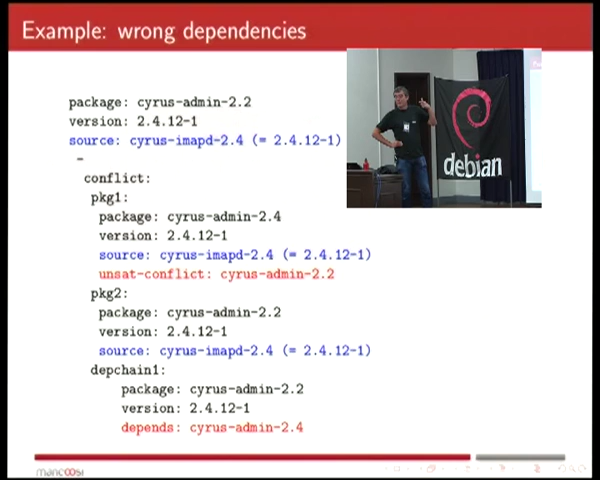 Example: wrong dependencies
package: cyrus-admin-2.2
version: 2.4.12-1
source: cyrus-imapd-2.4 (= 2.4.12-1)
-
conflict:
pkg1:
package: cyrus-admin-2.4
version: 2.4.12-1
source: cyrus-imapd-2.4 (= 2.4.12-1)
unsat-conflict: cyrus-admin-2.2
pkg2:
package: cyrus-admin-2.2
version: 2.4.12-1
source: cyrus-imapd-2.4 (= 2.4.12-1)
depchain1:
package: cyrus-admin-2.2
version: 2.4.12-1
depends: cyrus-admin-2.4
debian
mancoosi